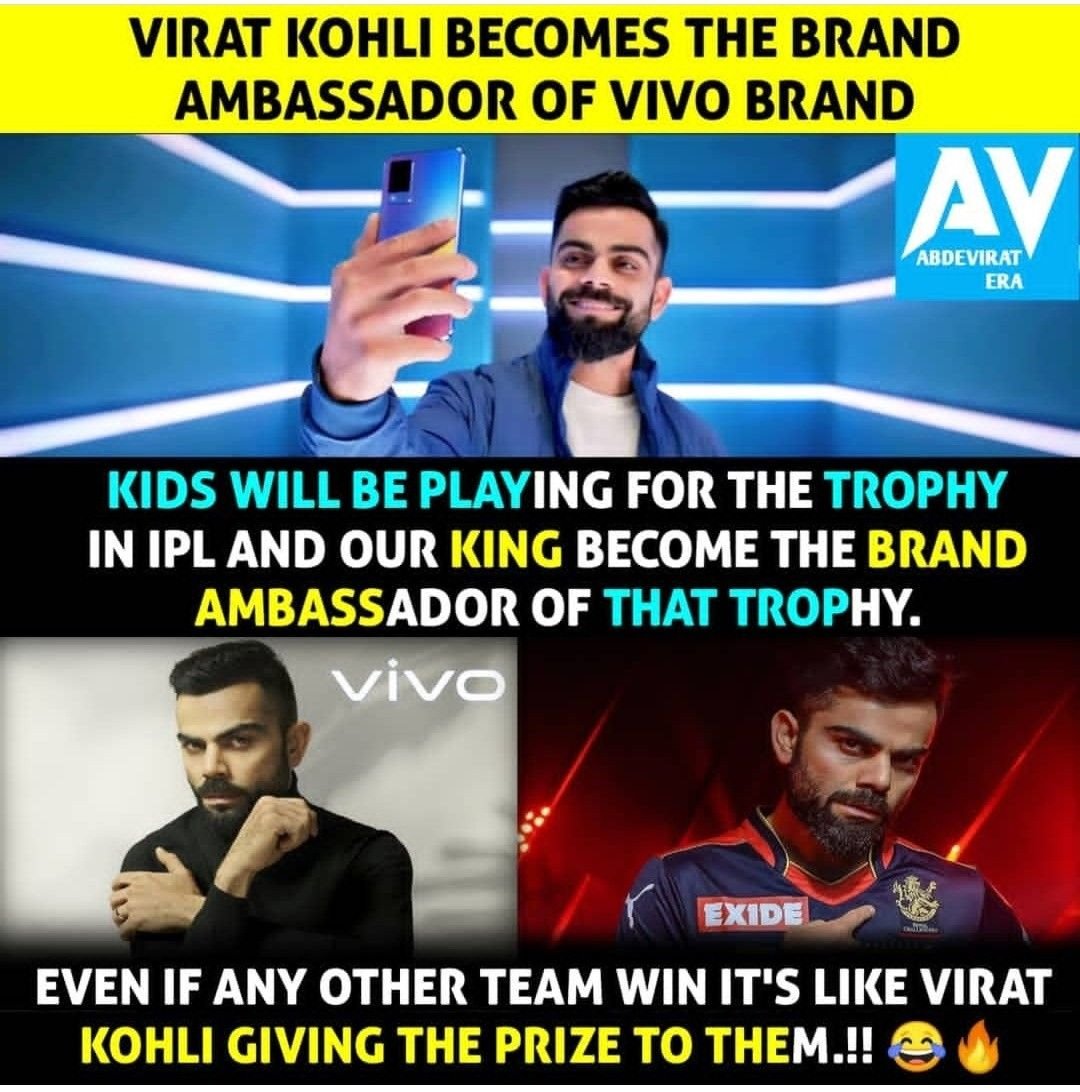 VIRAT KOHLI BECOMES THE BRAND
AMBASSADOR OF VIVO BRAND
AV
ABDEVIRAT
ERA
KIDS WILL BE PLAYING FOR THE TROPHY
IN IPL AND OUR KING BECOME THE BRAND
AMBASSADOR OF THAT TROPHY.
vivo
EXIDE
EVEN IF ANY OTHER TEAM WIN IT'S LIKE VIRAT
KOHLI GIVING THE PRIZE TO THEM.!! 😂🔥